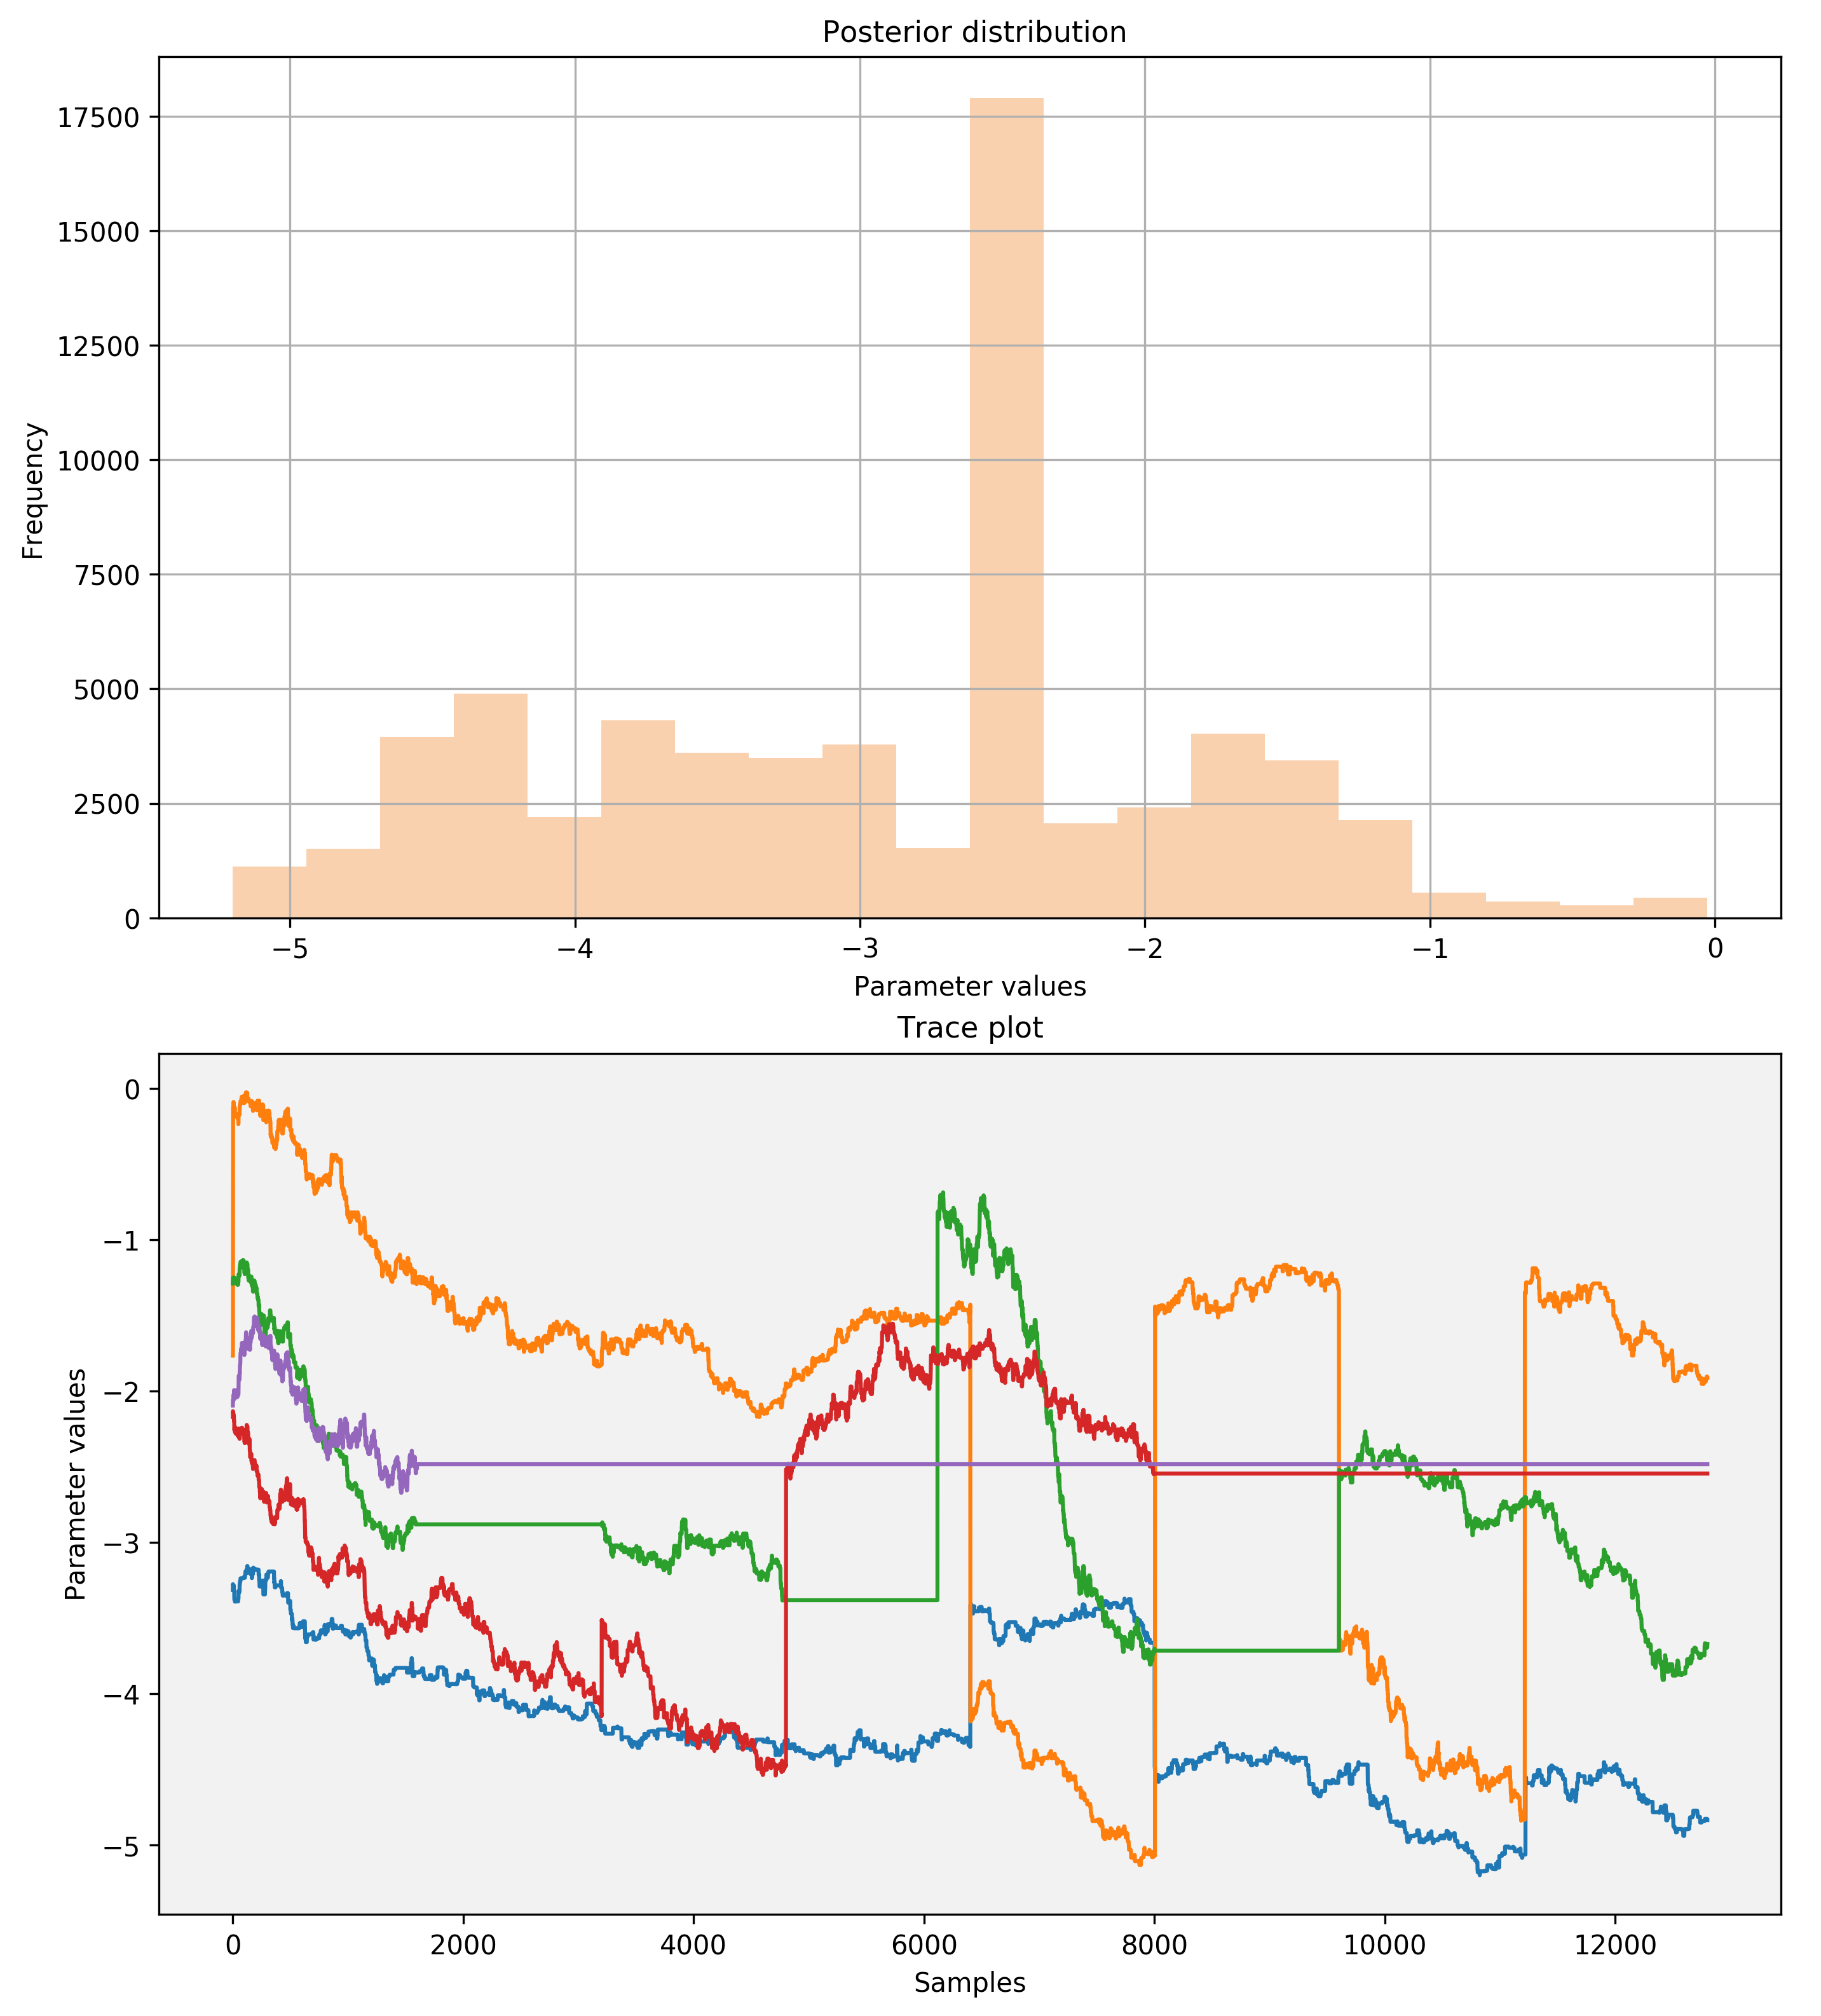 Posterior distribution
17500
15000
12500
10000
7500
5000
2500
0
Frequency
−5 −4 −3 −2 −1 0
Parameter values
Trace plot
0
−1
−2
−3
−4
−5
Parameter values
0 2000 4000 6000 8000 10000 12000
Samples